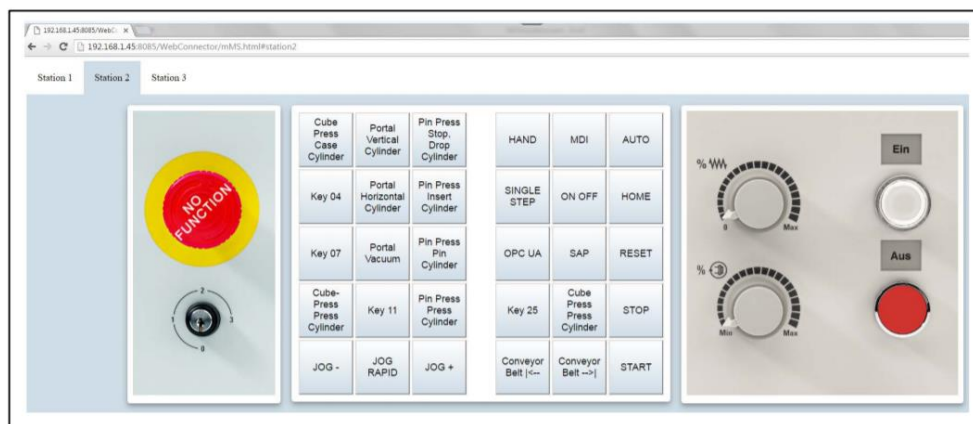 192.168.1.45:8085/WebC
192.168.1.45:8085/WebConnector/mMS.html#station2
Station 1
Station 2
Station 3
NO
FUNCTION
2
1
3
0
Cube
Press
Case
Cylinder
Portal
Vertical
Cylinder
Pin Press
Stop,
Drop
Cylinder
Key 04
Portal
Horizontal
Cylinder
Pin Press
Insert
Cylinder
Key 07
Portal
Vacuum
Pin Press
Pin
Cylinder
Cube-
Press
Press
Cylinder
Key 11
Pin Press
Press
Cylinder
JOG -
JOG
RAPID
JOG +
HAND
MDI
AUTO
SINGLE
STEP
ON OFF
HOME
OPC UA
SAP
RESET
Key 25
Cube
Press
Press
Cylinder
STOP
Conveyor
Belt |<--
Conveyor
Belt -->|
START
%
0
Max
%
Min
Max
Ein
Aus